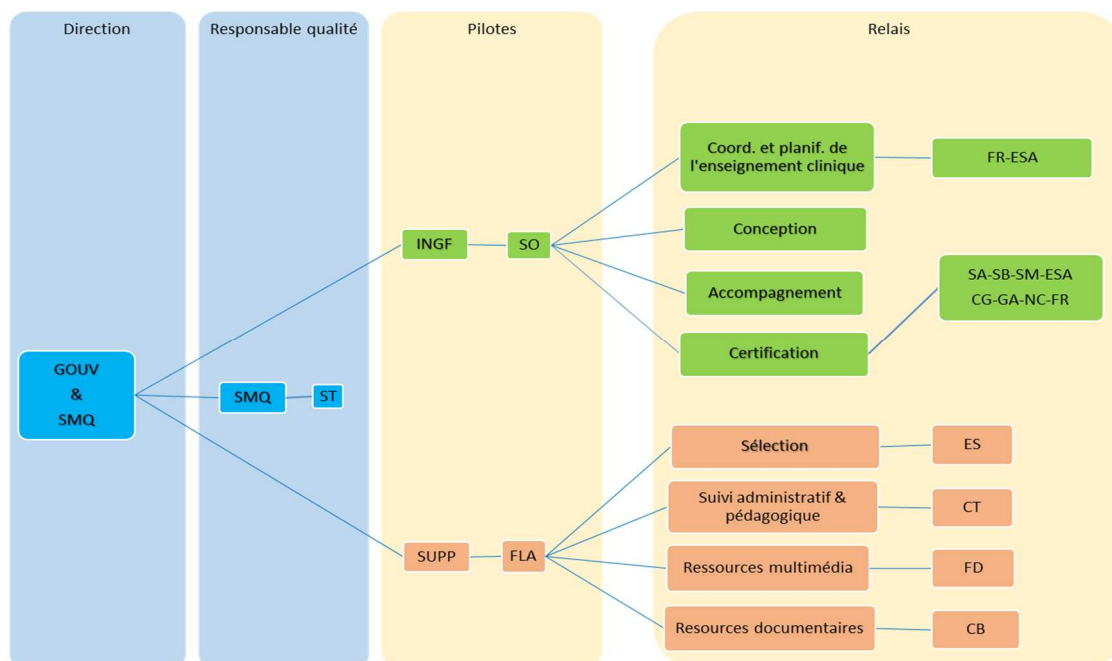 Direction
Responsable qualité
Pilotes
Relais
Coord. et planif. de
l'enseignement clinique
FR-ESA
INGF
SO
Conception
Accompagnement
SA-SB-SM-ESA
CG-GA-NC-FR
Certification
GOUV
&
SMQ
SMQ
ST
Sélection
ES
Suivi administratif &
pédagogique
CT
SUPP
FLA
Ressources multimédia
FD
Resources documentaires
CB